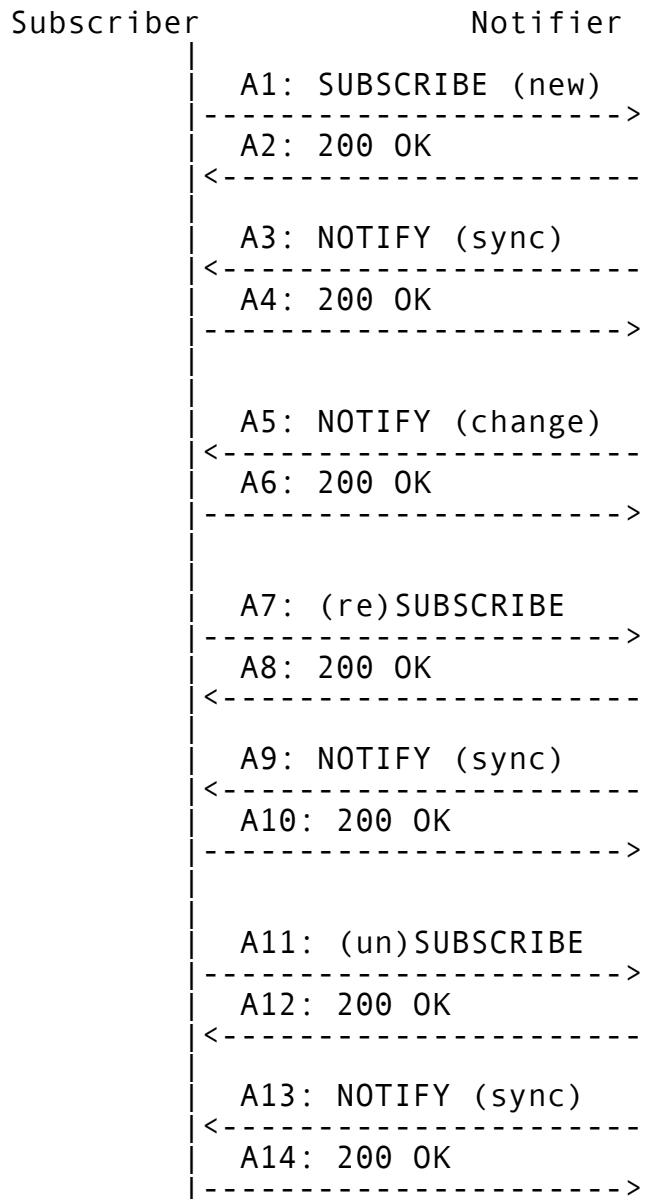 Subscriber Notifier
A1: SUBSCRIBE (new)
A2: 200 OK
A3: NOTIFY (sync)
A4: 200 OK
A5: NOTIFY (change)
A6: 200 OK
A7: (re)SUBSCRIBE
A8: 200 OK
A9: NOTIFY (sync)
A10: 200 OK
A11: (un)SUBSCRIBE
A12: 200 OK
A13: NOTIFY (sync)
A14: 200 OK